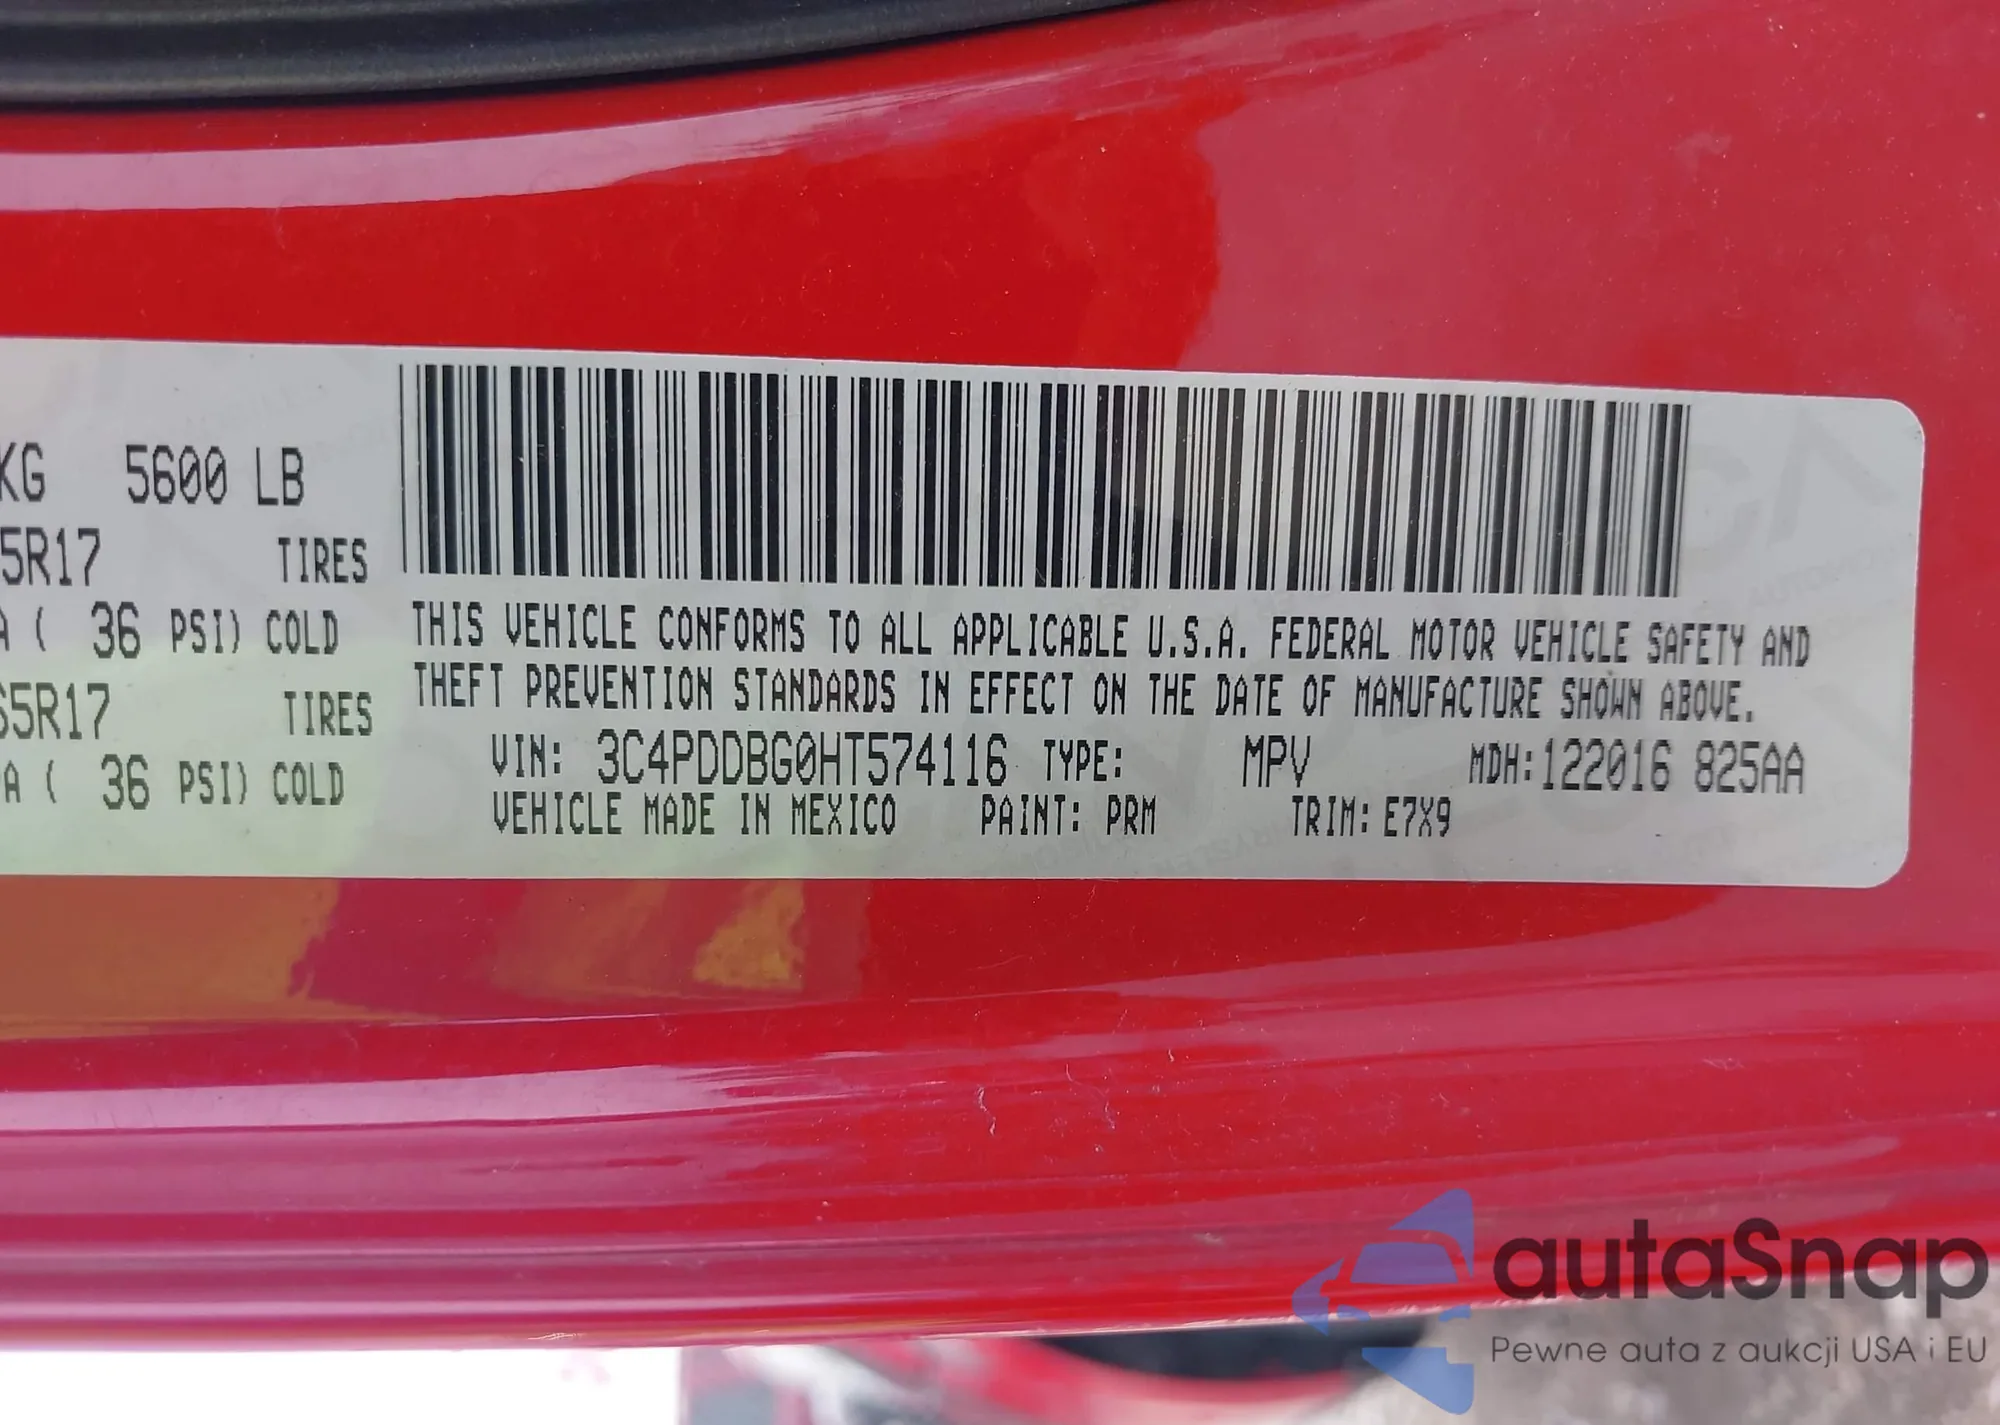 KG 5600 LB
5R17 TIRES
A ( 36 PSI) COLD
65R17 TIRES
PA ( 36 PSI) COLD
THIS VEHICLE CONFORMS TO ALL APPLICABLE U.S.A. FEDERAL MOTOR VEHICLE SAFETY AND
THEFT PREVENTION STANDARDS IN EFFECT ON THE DATE OF MANUFACTURE SHOWN ABOVE.
VIN: 3C4PDDBG0HT574116 TYPE: MPV MDH:122016 825AA
VEHICLE MADE IN MEXICO PAINT: PRM TRIM: E7X9
autaSnap
Pewne auta z aukcji USA i EU